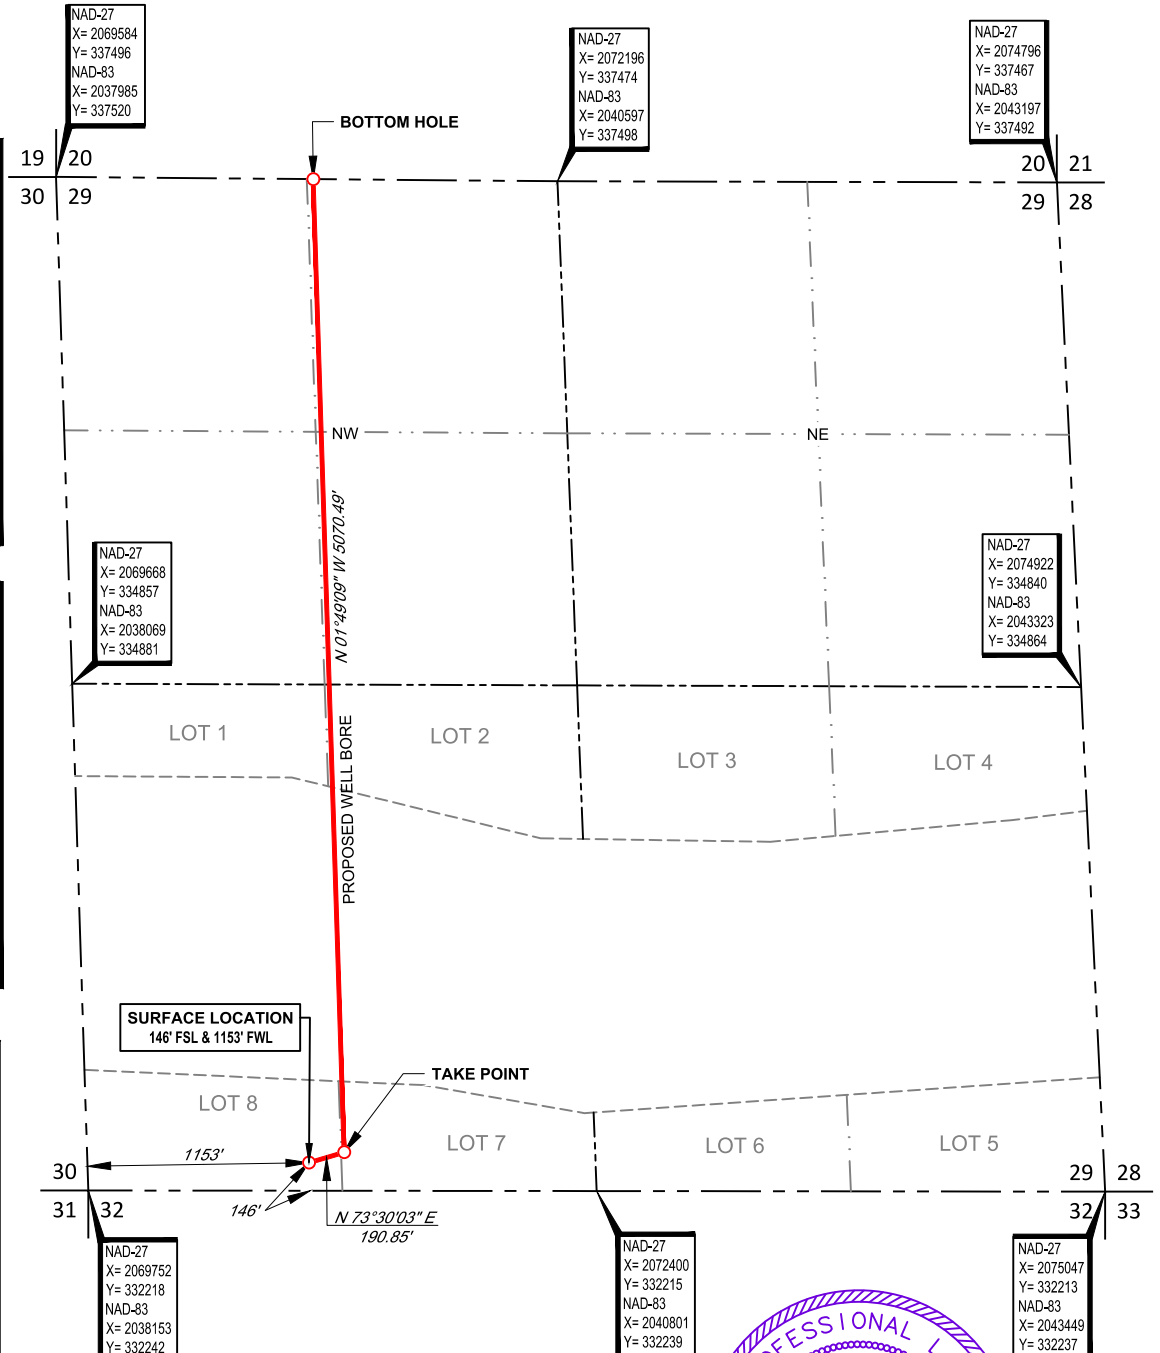 NAD-27
X= 2069584
Y= 337496
NAD-83
X= 2037985
Y= 337520
NAD-27
X= 2072196
Y= 337474
NAD-83
X= 2040597
Y= 337498
NAD-27
X= 2074796
Y= 337467
NAD-83
X= 2043197
Y= 337492
BOTTOM HOLE
19 20
30 29
20 21
29 28
NW
NE
N 01°49'09" W 5070.49'
NAD-27
X= 2069668
Y= 334857
NAD-83
X= 2038069
Y= 334881
NAD-27
X= 2074922
Y= 334840
NAD-83
X= 2043323
Y= 334864
LOT 1
LOT 2
LOT 3
LOT 4
PROPOSED WELL BORE
SURFACE LOCATION
146' FSL & 1153' FWL
TAKE POINT
LOT 8
LOT 7
LOT 6
LOT 5
1153'
146'
N 73°30'03" E
190.85'
30
31 32
29 28
32 33
NAD-27
X= 2069752
Y= 332218
NAD-83
X= 2038153
Y= 332242
NAD-27
X= 2072400
Y= 332215
NAD-83
X= 2040801
Y= 332239
NAD-27
X= 2075047
Y= 332213
NAD-83
X= 2043449
Y= 332237
OFESSIONAL L